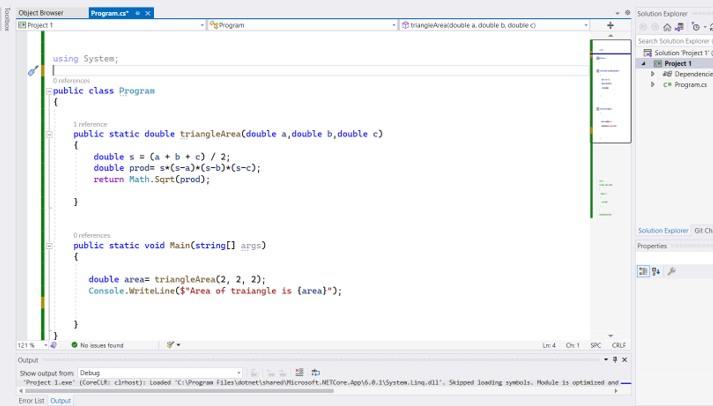 Toolbox
Object Browser
Program.cs*
Solution Explorer
Project 1
Program
triangleArea(double a, double b, double c)
Search Solution Explorer
Solution 'Project 1'
Project 1
Dependencie
C# Program.cs
using System;
0 references
public class Program
{
1 reference
public static double triangleArea(double a,double b,double c)
{
double s = (a + b + c) / 2;
double prod= s*(s-a)*(s-b)*(s-c);
return Math.Sqrt(prod);
}
0 references
public static void Main(string[] args)
{
double area= triangleArea(2, 2, 2);
Console.WriteLine($"Area of traiangle is {area}");
}
}
Solution Explorer
Git Ch
Properties
121 %
No issues found
Ln: 4
Ch: 1
SPC
CRLF
Output
Show output from:
Debug
'Project 1.exe' (CoreCLR: clrhost): Loaded 'C:\Program Files\dotnet\shared\Microsoft.NETCore.App\6.0.1\System.Linq.dll'. Skipped loading symbols. Module is optimized and
Error List
Output